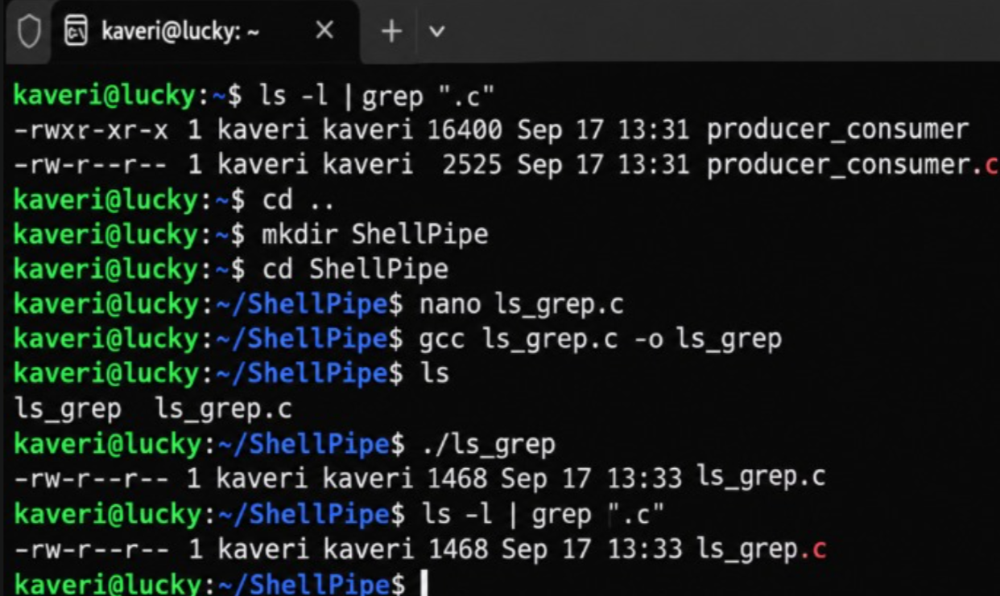 kaveri@lucky: ~
kaveri@lucky:~$ ls -l | grep ".c"
-rwxr-xr-x 1 kaveri kaveri 16400 Sep 17 13:31 producer_consumer
-rw-r--r-- 1 kaveri kaveri  2525 Sep 17 13:31 producer_consumer.c
kaveri@lucky:~$ cd ..
kaveri@lucky:~$ mkdir ShellPipe
kaveri@lucky:~$ cd ShellPipe
kaveri@lucky:~/ShellPipe$ nano ls_grep.c
kaveri@lucky:~/ShellPipe$ gcc ls_grep.c -o ls_grep
kaveri@lucky:~/ShellPipe$ ls
ls_grep  ls_grep.c
kaveri@lucky:~/ShellPipe$ ./ls_grep
-rw-r--r-- 1 kaveri kaveri 1468 Sep 17 13:33 ls_grep.c
kaveri@lucky:~/ShellPipe$ ls -l | grep ".c"
-rw-r--r-- 1 kaveri kaveri 1468 Sep 17 13:33 ls_grep.c
kaveri@lucky:~/ShellPipe$